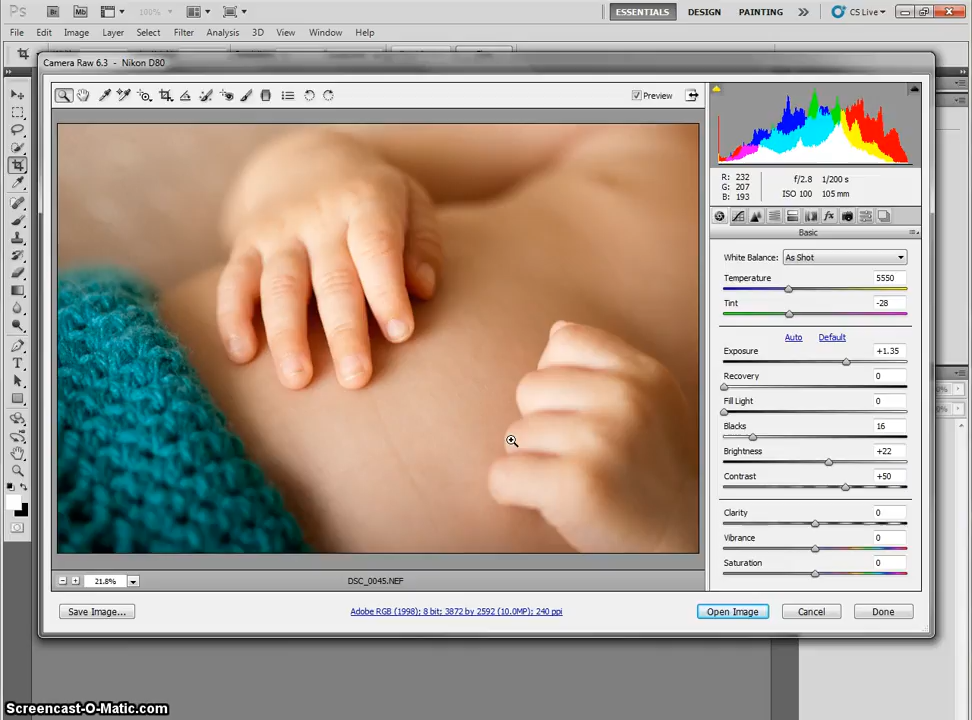 Ps Br Mb 100% ESSENTIALS DESIGN PAINTING CS Live
File Edit Image Layer Select Filter Analysis 3D View Window Help
Camera Raw 6.3 - Nikon D80
Preview
R: 232
G: 207
B: 193
f/2.8 1/200 s
ISO 100 105 mm
fx
Basic
White Balance: As Shot
Temperature 5550
Tint -28
Auto Default
Exposure +1.35
Recovery 0
Fill Light 0
Blacks 16
Brightness +22
Contrast +50
Clarity 0
Vibrance 0
Saturation 0
21.8% DSC_0045.NEF
Save Image... Adobe RGB (1998); 8 bit; 3872 by 2592 (10.0MP); 240 ppi Open Image Cancel Done
Screencast-O-Matic.com